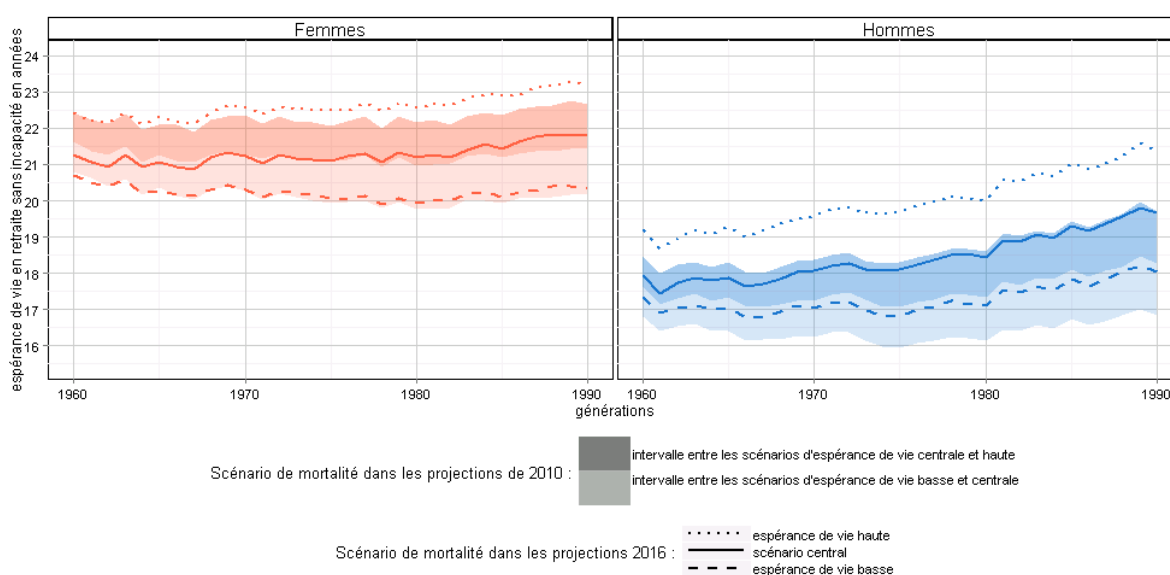 Femmes
Hommes
espérance de vie en retraite sans incapacité en années
24
23
22
21
20
19
18
17
16
1960
1970
1980
1990
1960
1970
1980
1990
générations
Scénario de mortalité dans les projections de 2010 :
intervalle entre les scénarios d'espérance de vie centrale et haute
intervalle entre les scénarios d'espérance de vie basse et centrale
Scénario de mortalité dans les projections 2016 :
espérance de vie haute
scénario central
espérance de vie basse